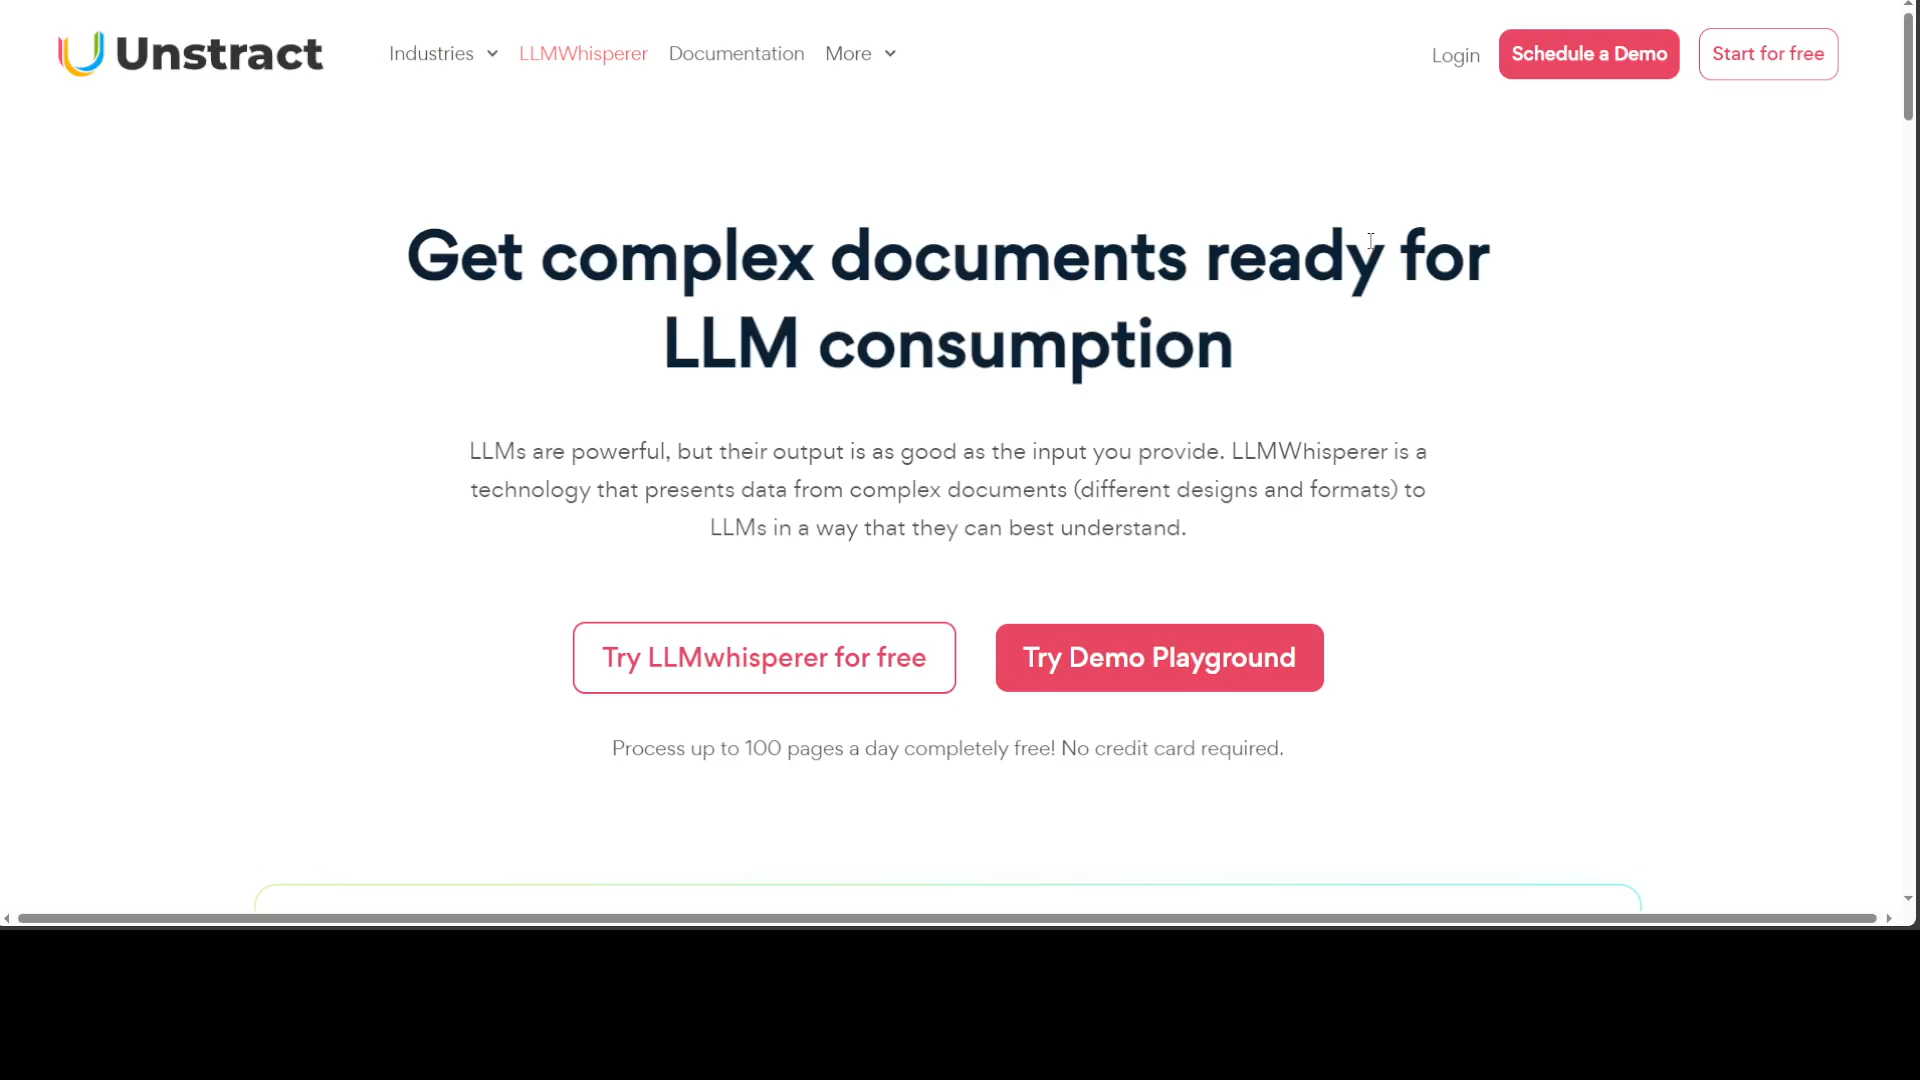 Unstract
Industries LLMWhisperer Documentation More
Login Schedule a Demo Start for free
Get complex documents ready for
LLM consumption
LLMs are powerful, but their output is as good as the input you provide. LLMWhisperer is a
technology that presents data from complex documents (different designs and formats) to
LLMs in a way that they can best understand.
Try LLMwhisperer for free Try Demo Playground
Process up to 100 pages a day completely free! No credit card required.